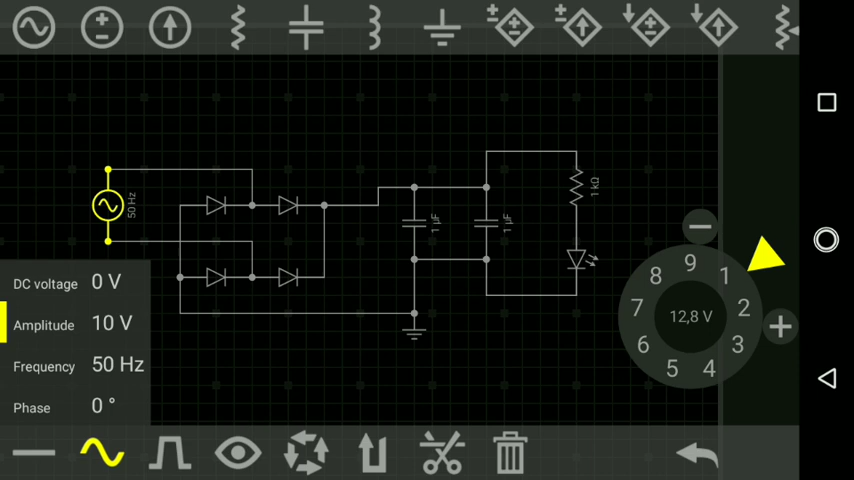 50 Hz
1 µF
1 µF
1 kΩ
DC voltage 0 V
Amplitude 10 V
Frequency 50 Hz
Phase 0 °
9
8 1
7 12,8 V 2
6 3
5 4